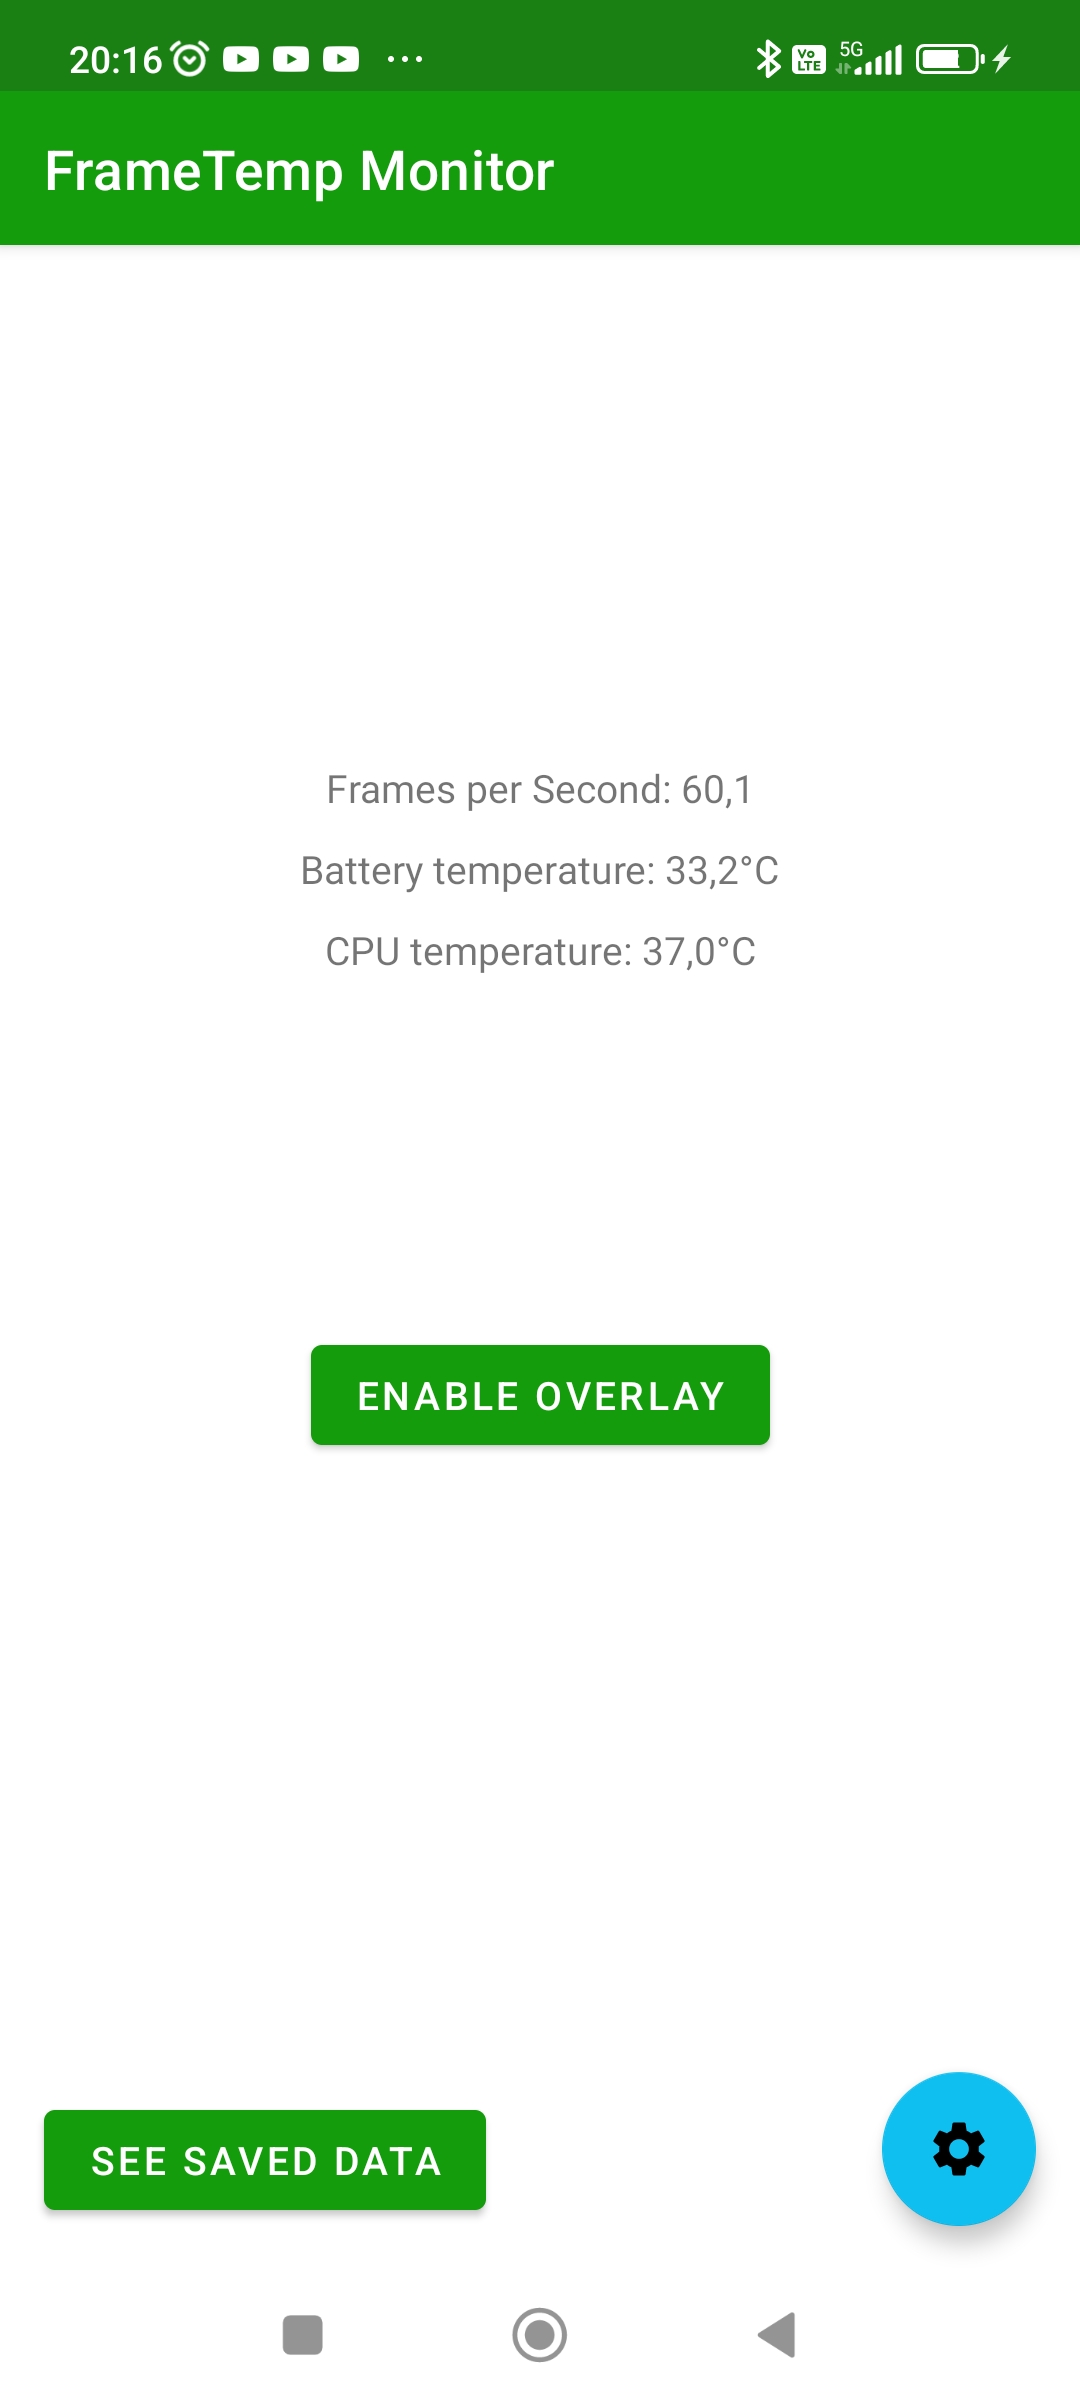 20:16
Vo LTE
5G
FrameTemp Monitor
Frames per Second: 60,1
Battery temperature: 33,2°C
CPU temperature: 37,0°C
ENABLE OVERLAY
SEE SAVED DATA